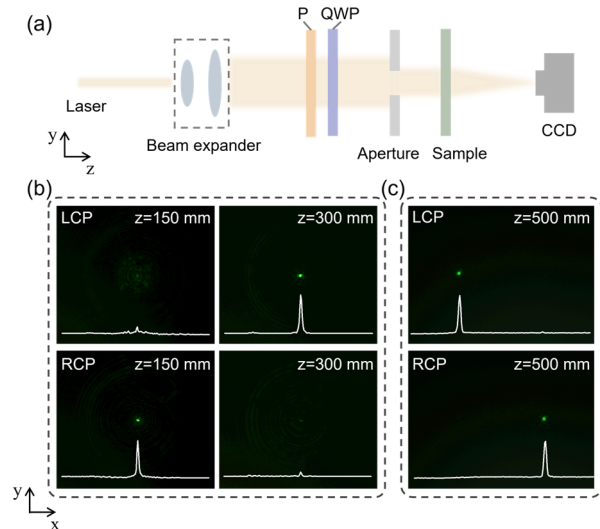 (a)
P
QWP
Laser
Beam expander
Aperture
Sample
CCD
y
z
(b)
(c)
LCP z=150 mm
z=300 mm
LCP z=500 mm
RCP z=150 mm
z=300 mm
RCP z=500 mm
y
x